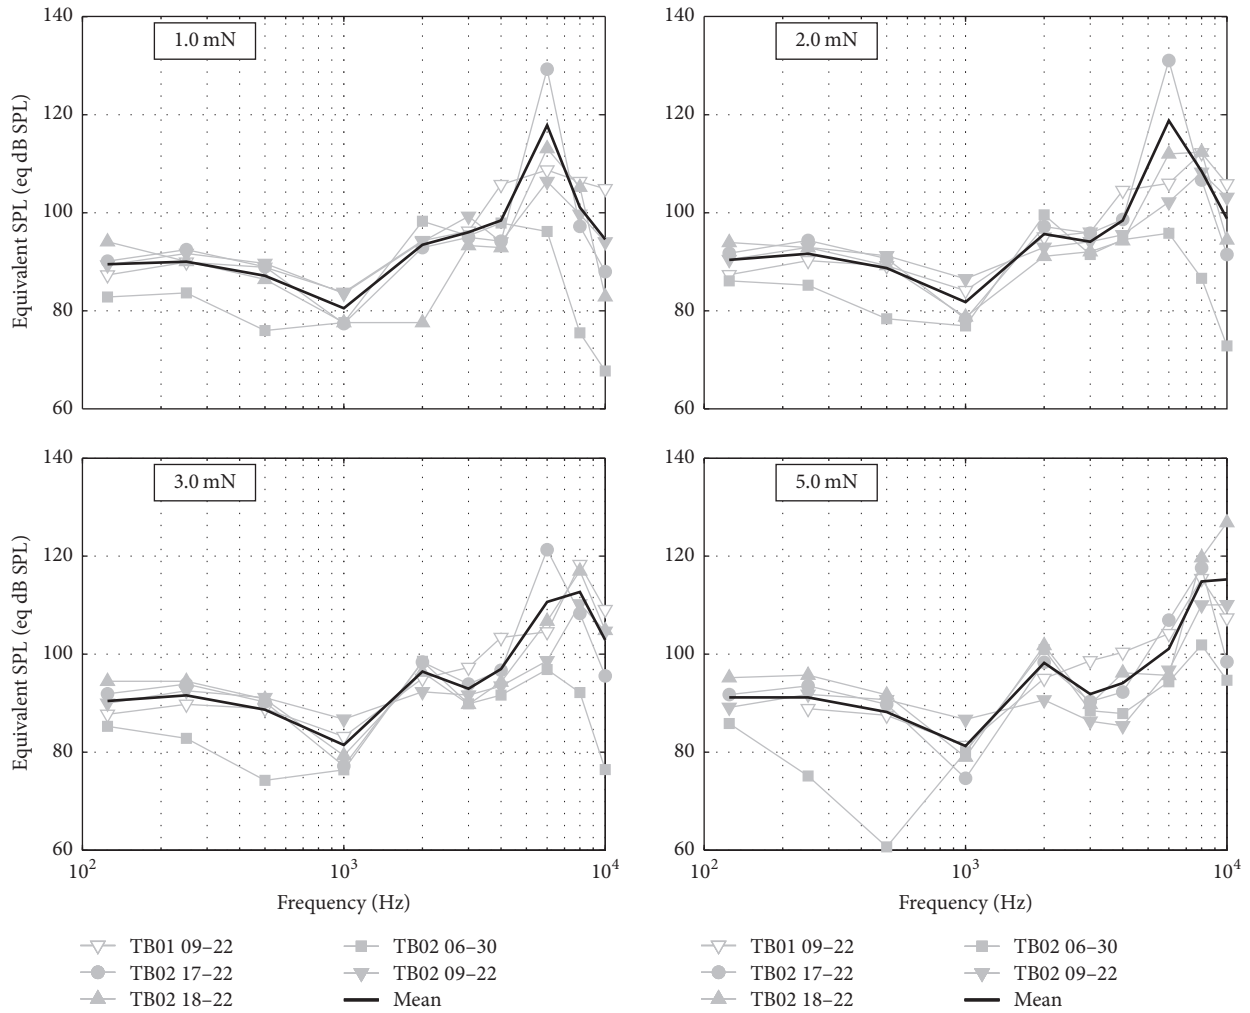 1.0 mN
2.0 mN
140
120
100
80
60
Equivalent SPL (eq dB SPL)
140
120
100
80
60
3.0 mN
5.0 mN
140
120
100
80
60
Equivalent SPL (eq dB SPL)
140
120
100
80
60
10² 10³ 10⁴
Frequency (Hz)
10² 10³ 10⁴
Frequency (Hz)
TB01 09–22
TB02 17–22
TB02 18–22
TB02 06–30
TB02 09–22
Mean
TB01 09–22
TB02 17–22
TB02 18–22
TB02 06–30
TB02 09–22
Mean